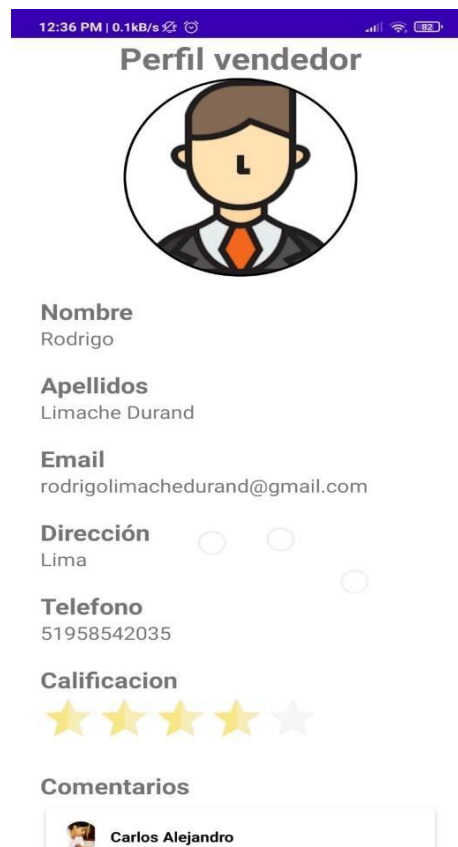 12:36 PM | 0.1kB/s 82
Perfil vendedor
Nombre
Rodrigo
Apellidos
Limache Durand
Email
rodrigolimachedurand@gmail.com
Dirección
Lima
Telefono
51958542035
Calificacion
Comentarios
Carlos Alejandro